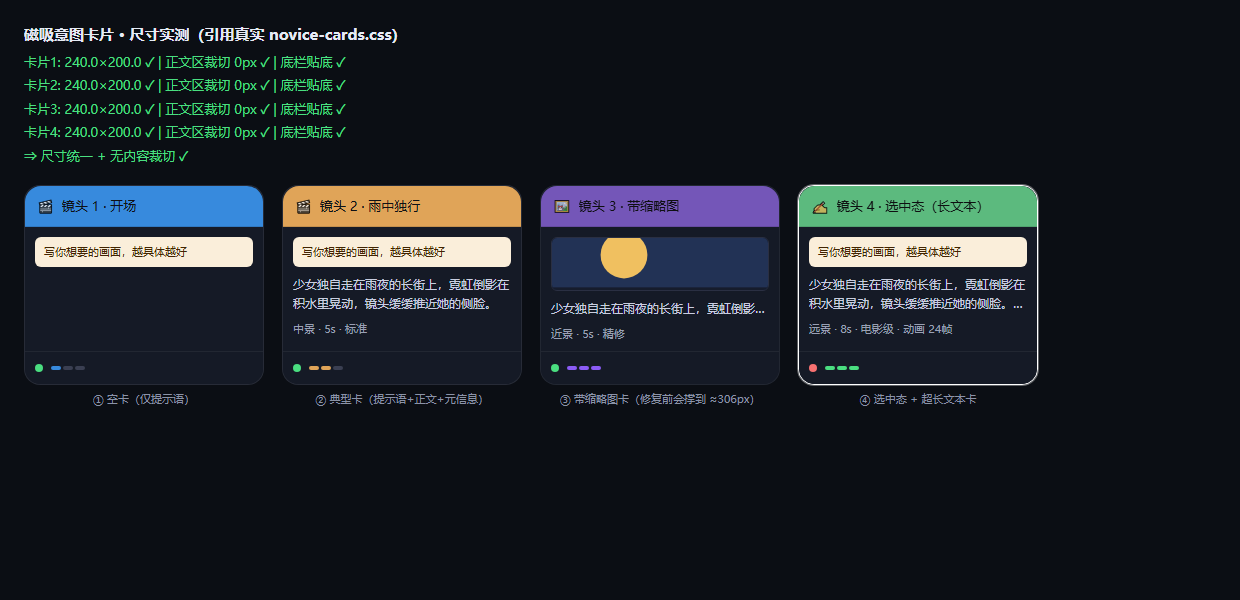 磁吸意图卡片 • 尺寸实测（引用真实 novice-cards.css）
卡片1: 240.0×200.0 ✓ | 正文区裁切 0px ✓ | 底栏贴底 ✓
卡片2: 240.0×200.0 ✓ | 正文区裁切 0px ✓ | 底栏贴底 ✓
卡片3: 240.0×200.0 ✓ | 正文区裁切 0px ✓ | 底栏贴底 ✓
卡片4: 240.0×200.0 ✓ | 正文区裁切 0px ✓ | 底栏贴底 ✓
⇒ 尺寸统一 + 无内容裁切 ✓
镜头 1 · 开场
写你想要的画面，越具体越好
① 空卡（仅提示语）
镜头 2 · 雨中独行
写你想要的画面，越具体越好
少女独自走在雨夜的长街上，霓虹倒影在
积水里晃动，镜头缓缓推近她的侧脸。
中景 · 5s · 标准
② 典型卡（提示语+正文+元信息）
镜头 3 · 带缩略图
少女独自走在雨夜的长街上，霓虹倒影...
近景 · 5s · 精修
③ 带缩略图卡（修复前会撑到 ≈306px）
镜头 4 · 选中态（长文本）
写你想要的画面，越具体越好
少女独自走在雨夜的长街上，霓虹倒影在
积水里晃动，镜头缓缓推近她的侧脸。...
远景 · 8s · 电影级 · 动画 24帧
④ 选中态 + 超长文本卡